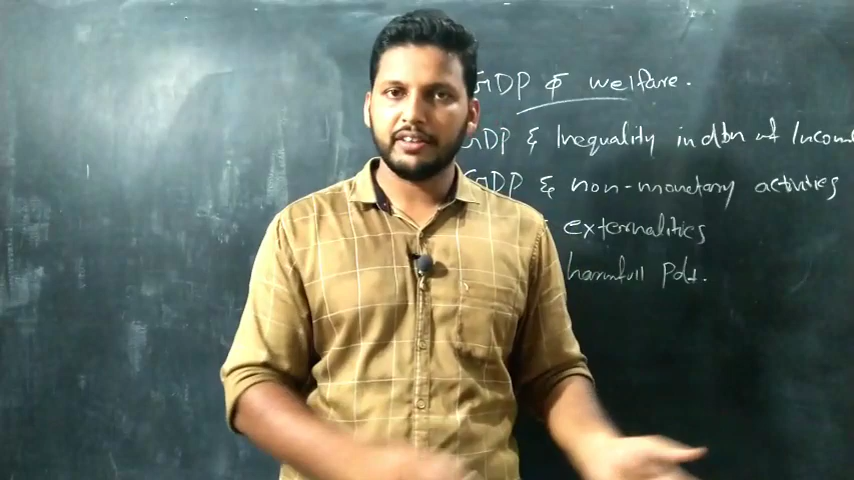 GDP & welfare.
GDP & Inequality in dbn of Income
GDP & non-monetary activities
externalities
harmfull Pdt.